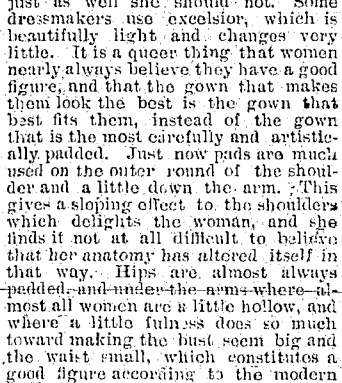 just as well she should not. Some
dressmakers use excelsior, which is
beautifully light and changes very
little. It is a queer thing that women
nearly always believe they have a good
figure, and that the gown that makes
them look the best is the gown that
best fits them, instead of the gown
that is the most carefully and artistic-
ally padded. Just now pads are much
used on the outer round of the shoul-
der and a little down the arm. This
gives a sloping effect to the shoulders
which delights the woman, and she
finds it not at all difficult to believe
that her anatomy has altered itself in
that way. Hips are almost always
padded, and under the arms where al-
most all women are a little hollow, and
where a little fulness does so much
toward making the bust seem big and
the waist small, which constitutes a
good figure according to the modern